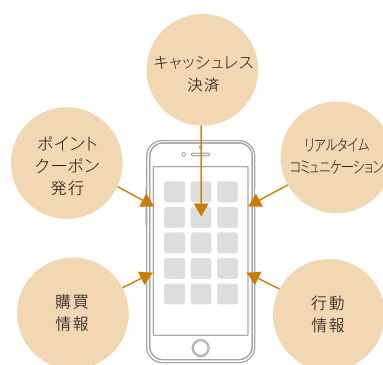 キャッシュレス
決済
ポイント
クーポン
発行
リアルタイム
コミュニケーション
購買
情報
行動
情報